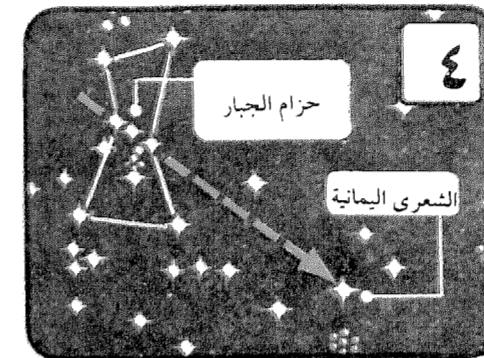 ٤
حزام الجبار
الشعرى اليمانية